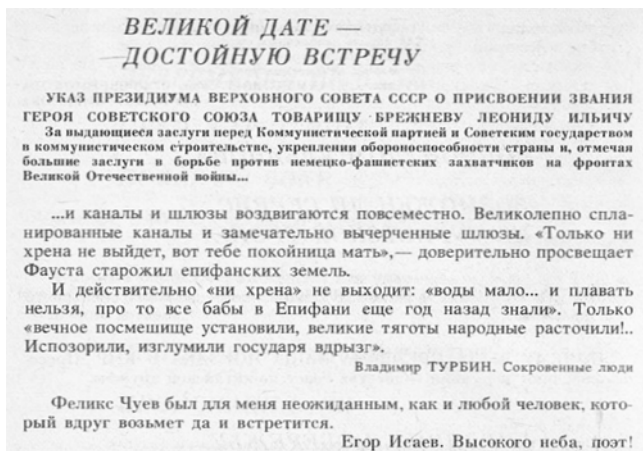 ВЕЛИКОЙ ДАТЕ —
ДОСТОЙНУЮ ВСТРЕЧУ
УКАЗ ПРЕЗИДИУМА ВЕРХОВНОГО СОВЕТА СССР О ПРИСВОЕНИИ ЗВАНИЯ
ГЕРОЯ СОВЕТСКОГО СОЮЗА ТОВАРИЩУ БРЕЖНЕВУ ЛЕОНИДУ ИЛЬИЧУ
За выдающиеся заслуги перед Коммунистической партией и Советским государством
в коммунистическом строительстве, укреплении обороноспособности страны и, отмечая
большие заслуги в борьбе против немецко-фашистских захватчиков на фронтах
Великой Отечественной войны...
...и каналы и шлюзы воздвигаются повсеместно. Великолепно спла-
нированные каналы и замечательно вычерченные шлюзы. «Только ни
хрена не выйдет, вот тебе покойница мать»,— доверительно просвещает
Фауста старожил епифанских земель.
И действительно «ни хрена» не выходит: «воды мало... и плавать
нельзя, про то все бабы в Епифани еще год назад знали». Только
«вечное посмешище установили, великие тяготы народные расточили!..
Испозорили, изглумили государя вдрызг».
Владимир ТУРБИН. Сокровенные люди
Феликс Чуев был для меня неожиданным, как и любой человек, кото-
рый вдруг возьмет да и встретится.
Егор Исаев. Высокого неба, поэт!